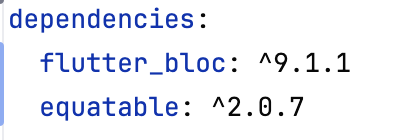 dependencies:
  flutter_bloc: ^9.1.1
  equatable: ^2.0.7